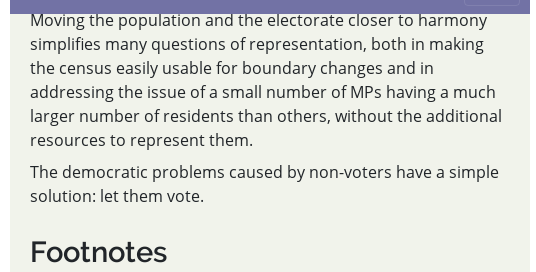 Moving the population and the electorate closer to harmony
simplifies many questions of representation, both in making
the census easily usable for boundary changes and in
addressing the issue of a small number of MPs having a much
larger number of residents than others, without the additional
resources to represent them.
The democratic problems caused by non-voters have a simple
solution: let them vote.
Footnotes